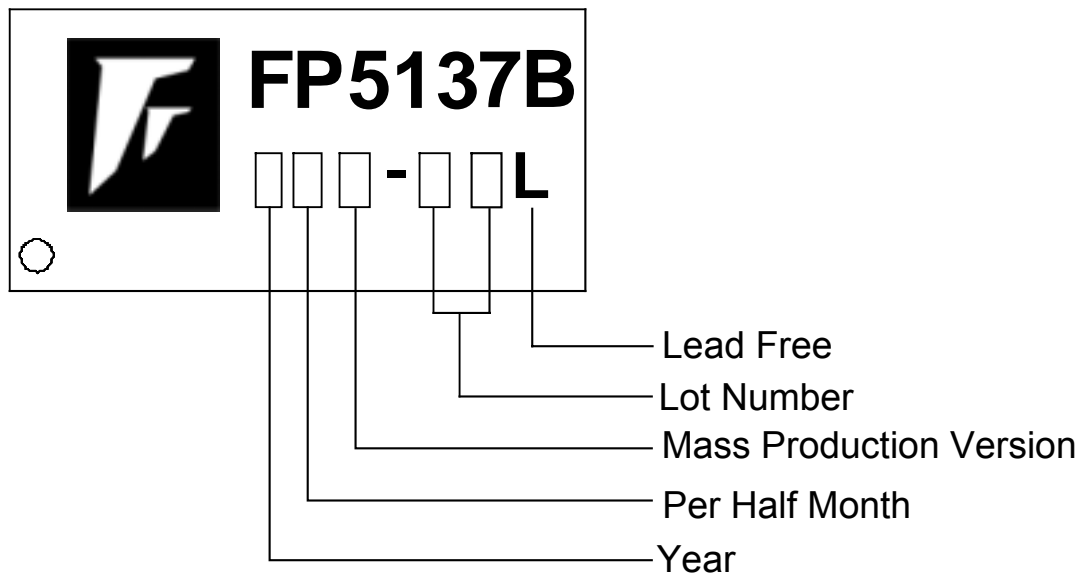 FP5137B
-L
Lead Free
Lot Number
Mass Production Version
Per Half Month
Year